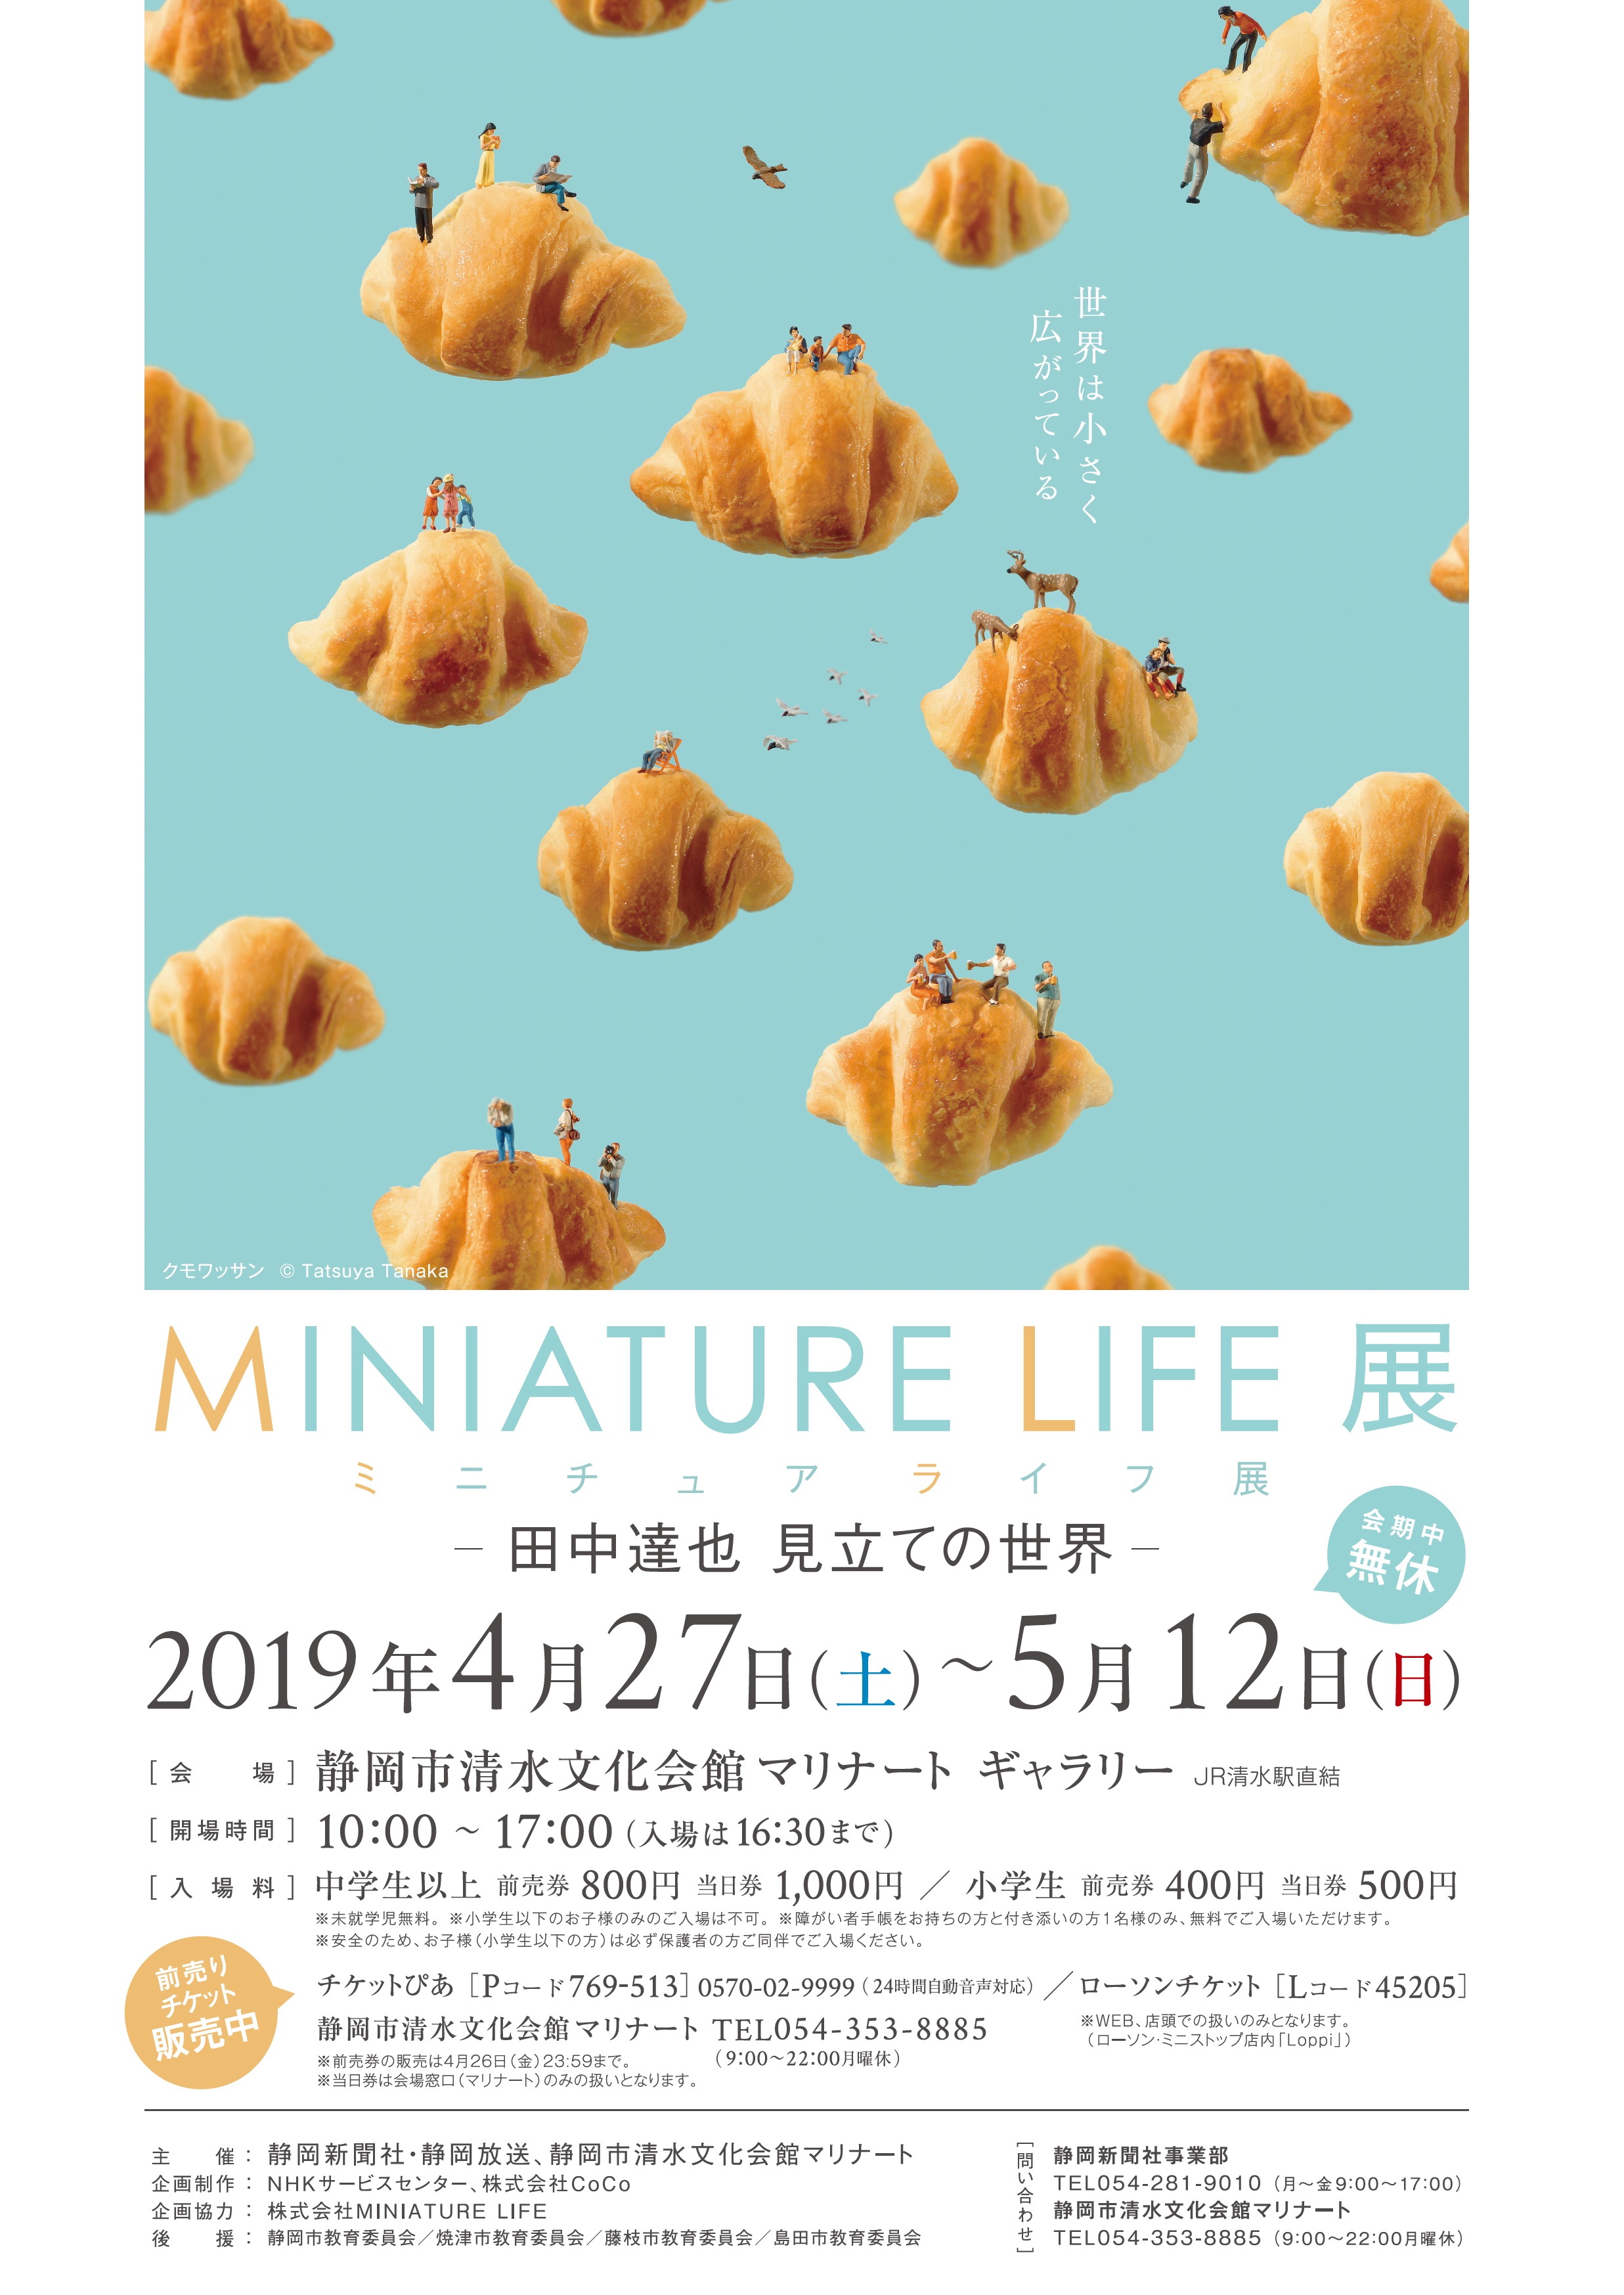 世界は小さく
広がっている
クモワッサン © Tatsuya Tanaka
MINIATURE LIFE 展
ミニチュアライフ展
― 田中達也 見立ての世界 ―
会期中
無休
2019年4月27日(土)～5月12日(日)
[会場] 静岡市清水文化会館 マリナート ギャラリー JR清水駅直結
[開場時間] 10:00 ～ 17:00 (入場は16:30まで)
[入場料] 中学生以上 前売券 800円 当日券 1,000円 ／ 小学生 前売券 400円 当日券 500円
※未就学児無料。 ※小学生以下のお子様のみのご入場は不可。 ※障がい者手帳をお持ちの方と付き添いの方1名様のみ、無料でご入場いただけます。
※安全のため、お子様（小学生以下の方）は必ず保護者の方ご同伴でご入場ください。
前売り
チケット
販売中
チケットぴあ [Pコード769-513] 0570-02-9999（24時間自動音声対応）／ローソンチケット [Lコード45205]
※WEB、店頭での扱いのみとなります。
（ローソン・ミニストップ店内「Loppi」）
静岡市清水文化会館 マリナート TEL054-353-8885
（9:00～22:00月曜休）
※前売券の販売は4月26日（金）23:59まで。
※当日券は会場窓口（マリナート）のみの扱いとなります。
主催：静岡新聞社・静岡放送、静岡市清水文化会館マリナート
企画制作：NHKサービスセンター、株式会社CoCo
企画協力：株式会社MINIATURE LIFE
後援：静岡市教育委員会／焼津市教育委員会／藤枝市教育委員会／島田市教育委員会
[問い合わせ]
静岡新聞社事業部
TEL054-281-9010（月～金9:00～17:00）
静岡市清水文化会館マリナート
TEL054-353-8885（9:00～22:00月曜休）